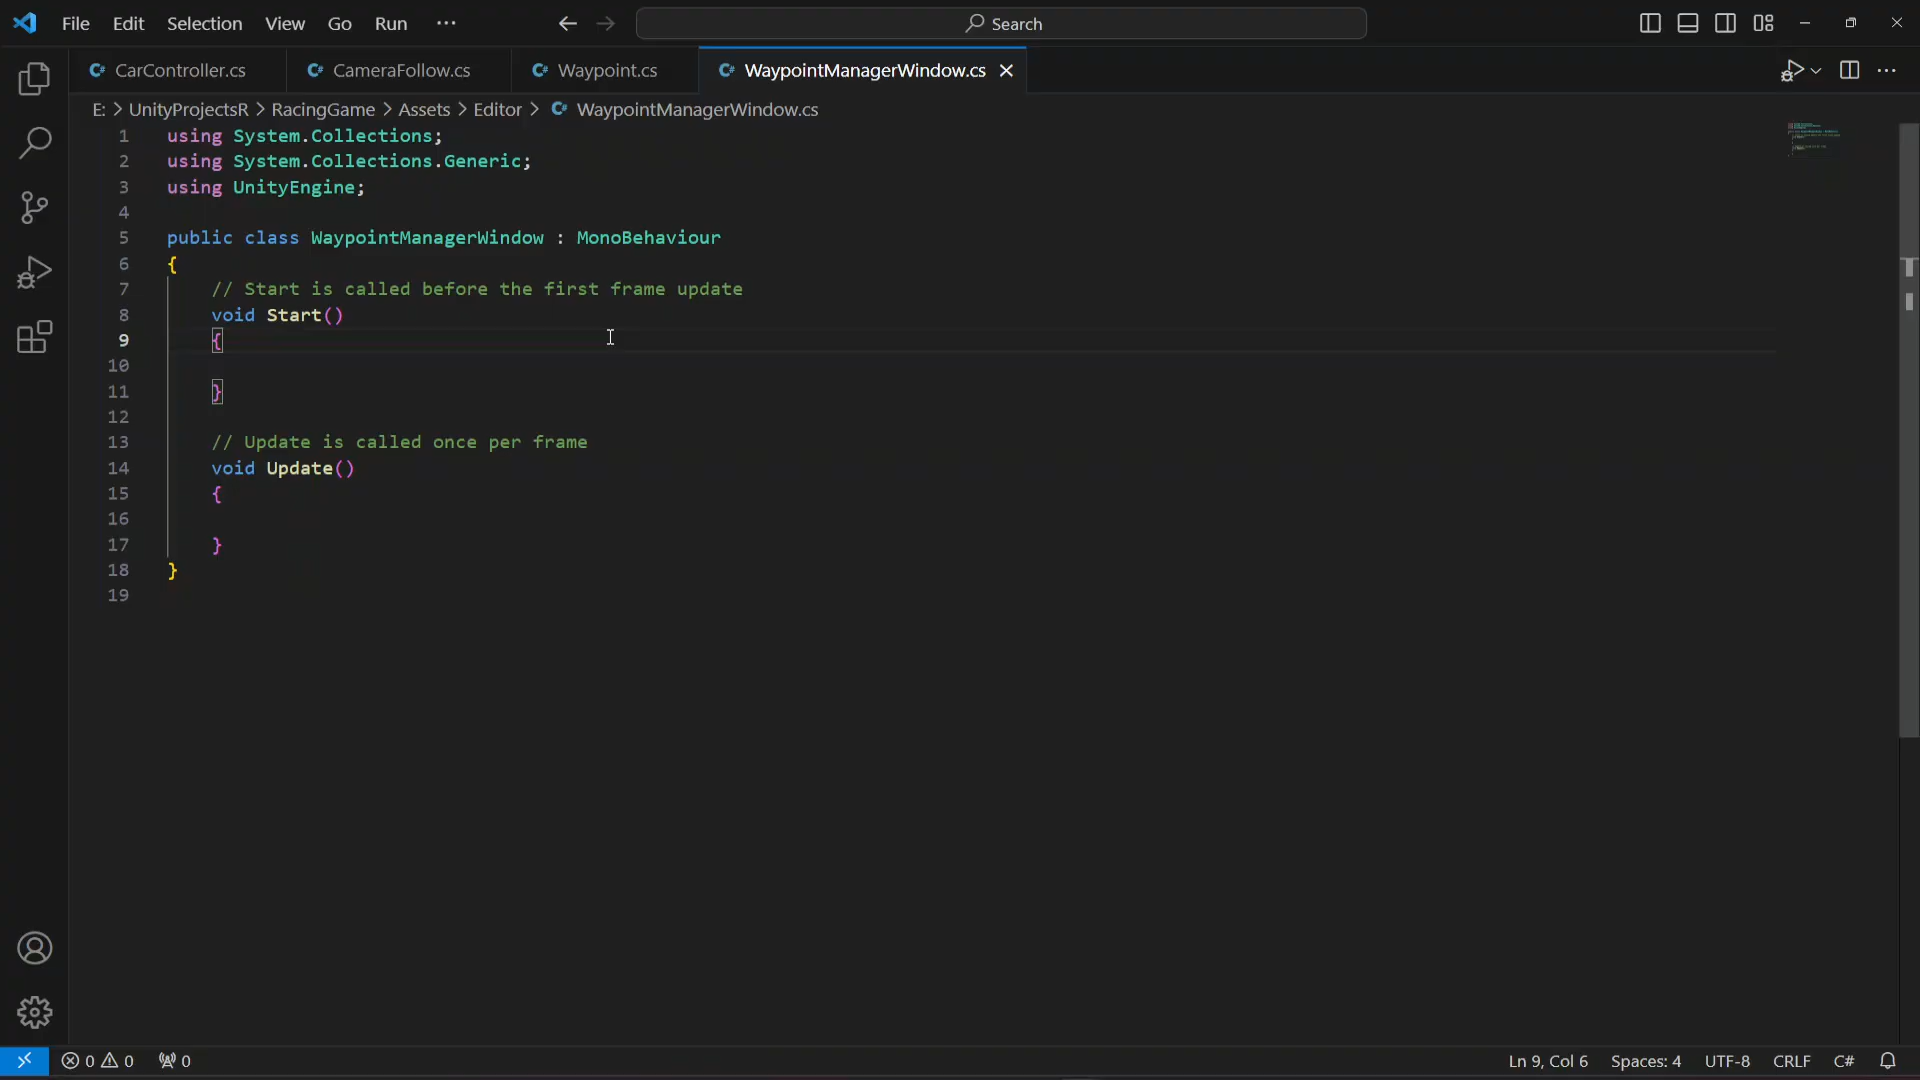 File Edit Selection View Go Run ··· Search
CarController.cs CameraFollow.cs Waypoint.cs WaypointManagerWindow.cs
E: > UnityProjectsR > RacingGame > Assets > Editor > WaypointManagerWindow.cs
1 using System.Collections;
2 using System.Collections.Generic;
3 using UnityEngine;
4
5 public class WaypointManagerWindow : MonoBehaviour
6 {
7 // Start is called before the first frame update
8 void Start()
9 {
10
11 }
12
13 // Update is called once per frame
14 void Update()
15 {
16
17 }
18 }
19
0 0 0 Ln 9, Col 6 Spaces: 4 UTF-8 CRLF C#